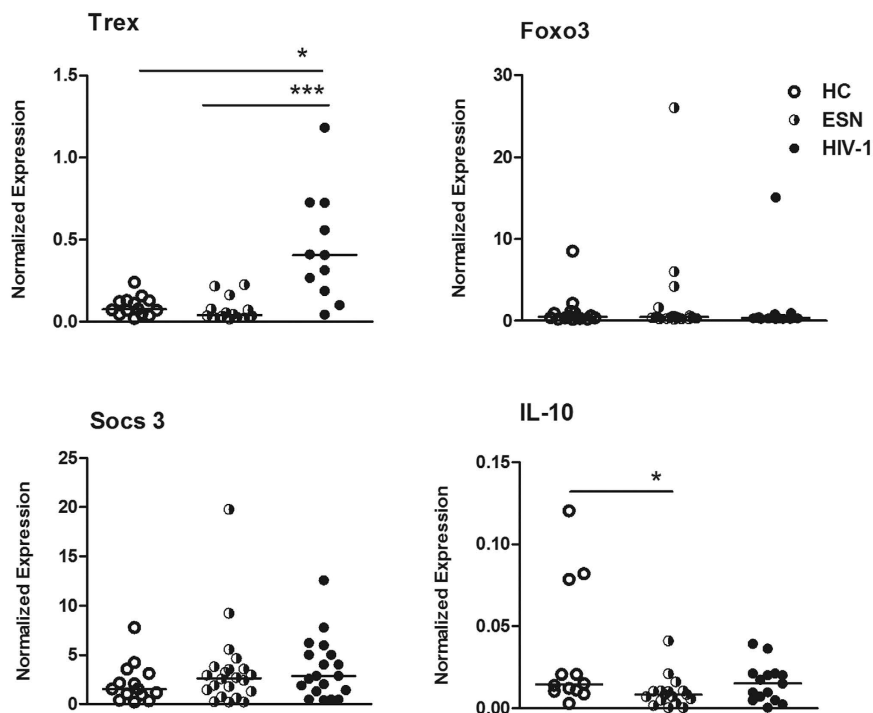 Trex
*
***
Normalized Expression
1.5
1.0
0.5
0.0
Foxo3
Normalized Expression
30
20
10
0
HC
ESN
HIV-1
Socs 3
Normalized Expression
25
20
15
10
5
0
IL-10
*
Normalized Expression
0.15
0.10
0.05
0.00